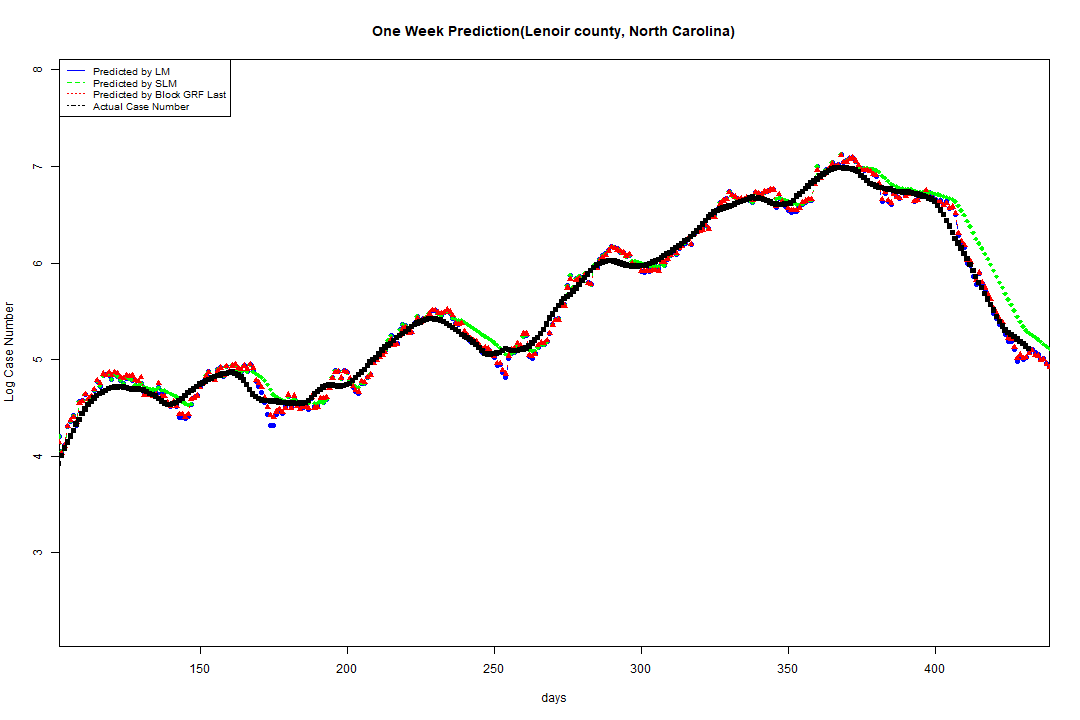 One Week Prediction(Lenoir county, North Carolina)
Predicted by LM
Predicted by SLM
Predicted by Block GRF Last
Actual Case Number
8
7
6
5
4
3
Log Case Number
150 200 250 300 350 400
days